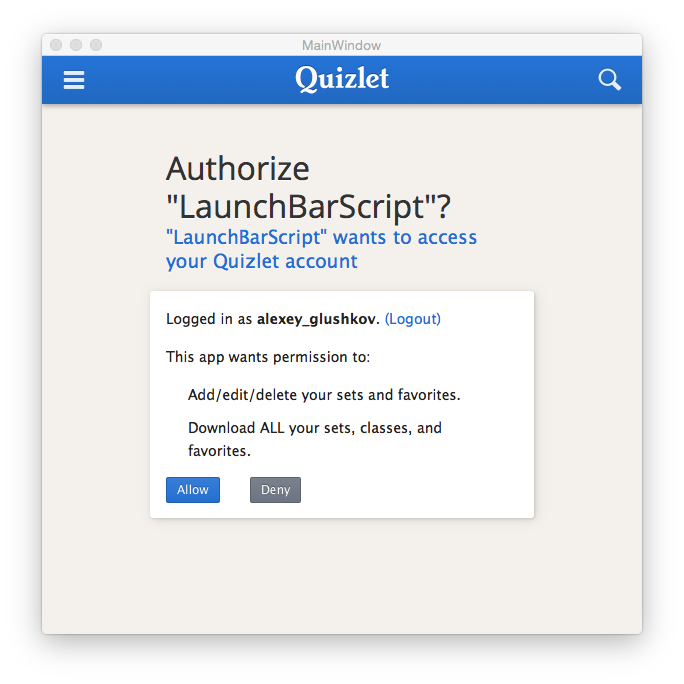 MainWindow
Quizlet
Authorize
"LaunchBarScript"?
"LaunchBarScript" wants to access
your Quizlet account
Logged in as alexey_glushkov. (Logout)
This app wants permission to:
Add/edit/delete your sets and favorites.
Download ALL your sets, classes, and
favorites.
Allow Deny